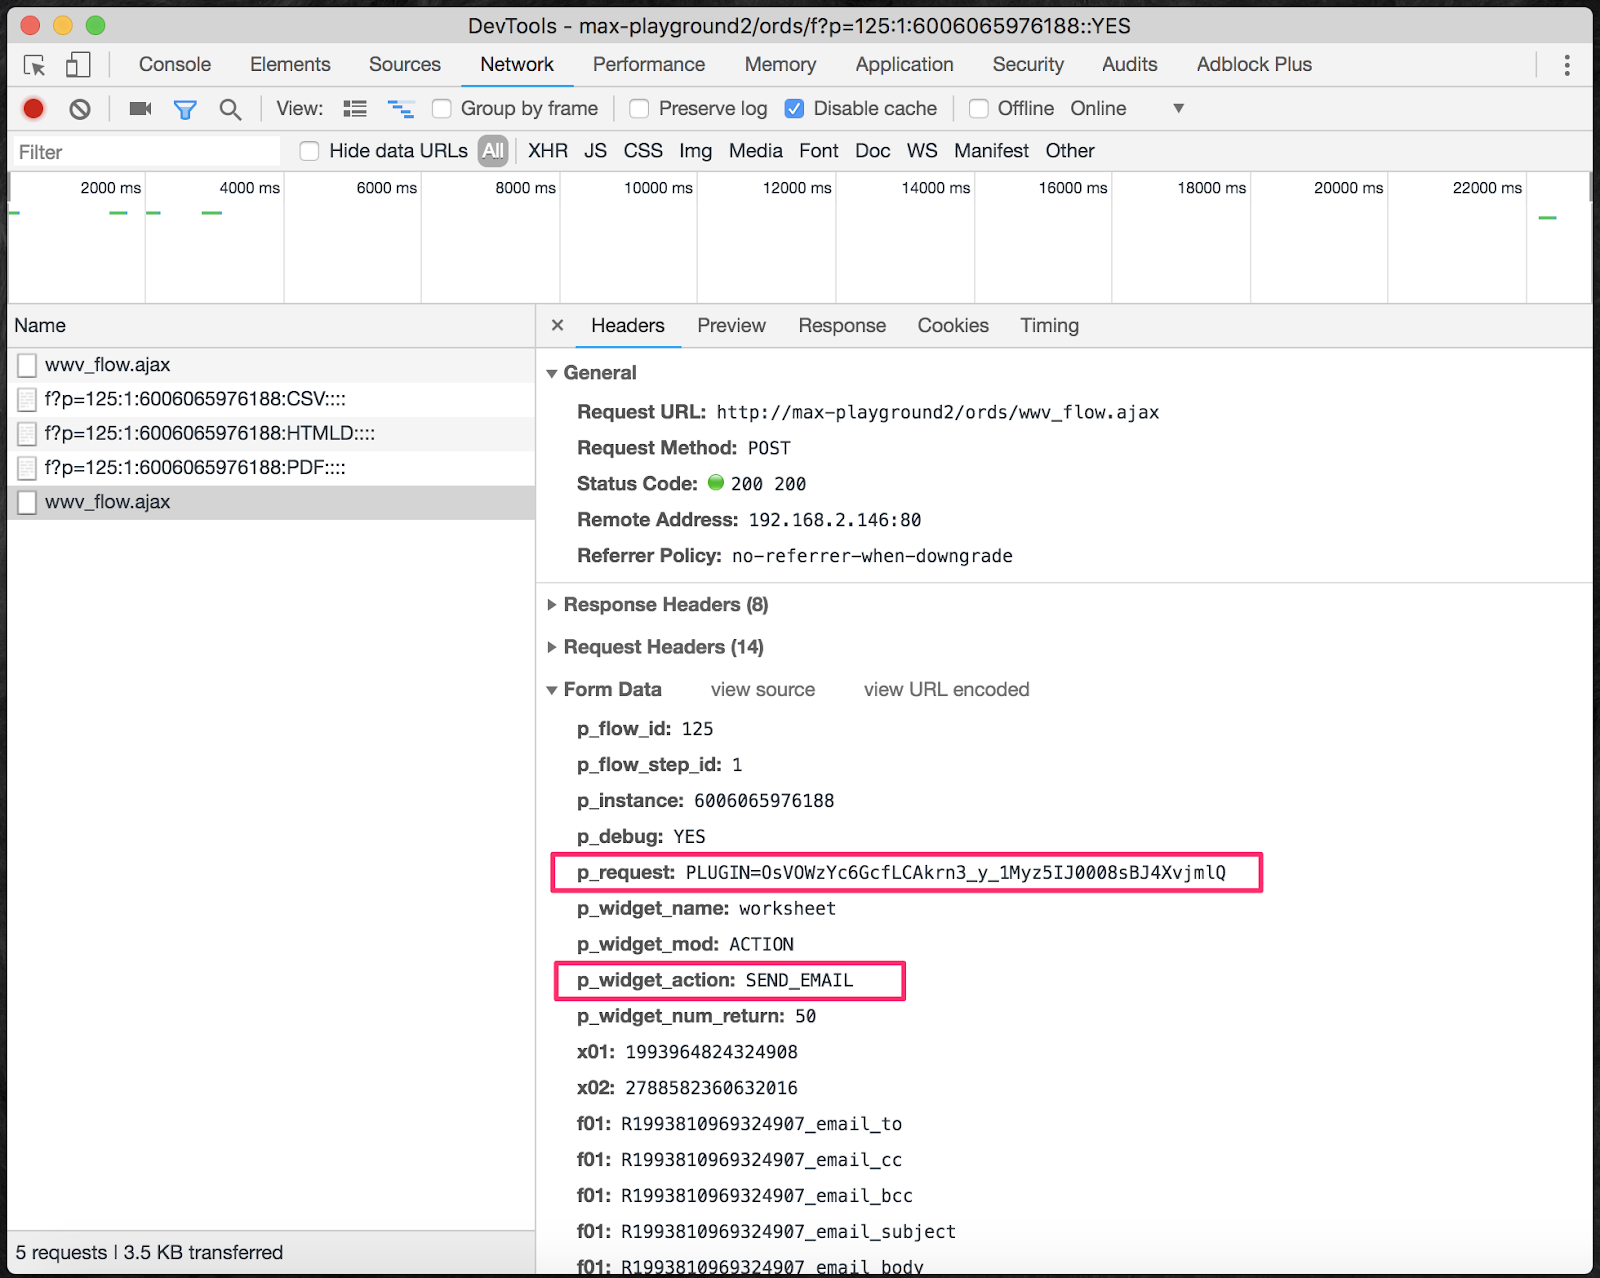 DevTools - max-playground2/ords/f?p=125:1:6006065976188::YES
Console Elements Sources Network Performance Memory Application Security Audits Adblock Plus
View: Group by frame Preserve log Disable cache Offline Online
Filter Hide data URLs All XHR JS CSS Img Media Font Doc WS Manifest Other
2000 ms 4000 ms 6000 ms 8000 ms 10000 ms 12000 ms 14000 ms 16000 ms 18000 ms 20000 ms 22000 ms
Name
wwv_flow.ajax
f?p=125:1:6006065976188:CSV::::
f?p=125:1:6006065976188:HTMLD::::
f?p=125:1:6006065976188:PDF::::
wwv_flow.ajax
5 requests | 3.5 KB transferred
× Headers Preview Response Cookies Timing
General
Request URL: http://max-playground2/ords/wwv_flow.ajax
Request Method: POST
Status Code: 200 200
Remote Address: 192.168.2.146:80
Referrer Policy: no-referrer-when-downgrade
Response Headers (8)
Request Headers (14)
Form Data view source view URL encoded
p_flow_id: 125
p_flow_step_id: 1
p_instance: 6006065976188
p_debug: YES
p_request: PLUGIN=OsVOWzYc6GcfLCAkrn3_y_1Myz5IJ0008sBJ4XvjmlQ
p_widget_name: worksheet
p_widget_mod: ACTION
p_widget_action: SEND_EMAIL
p_widget_num_return: 50
x01: 1993964824324908
x02: 2788582360632016
f01: R1993810969324907_email_to
f01: R1993810969324907_email_cc
f01: R1993810969324907_email_bcc
f01: R1993810969324907_email_subject
f01: R1993810969324907_email_body